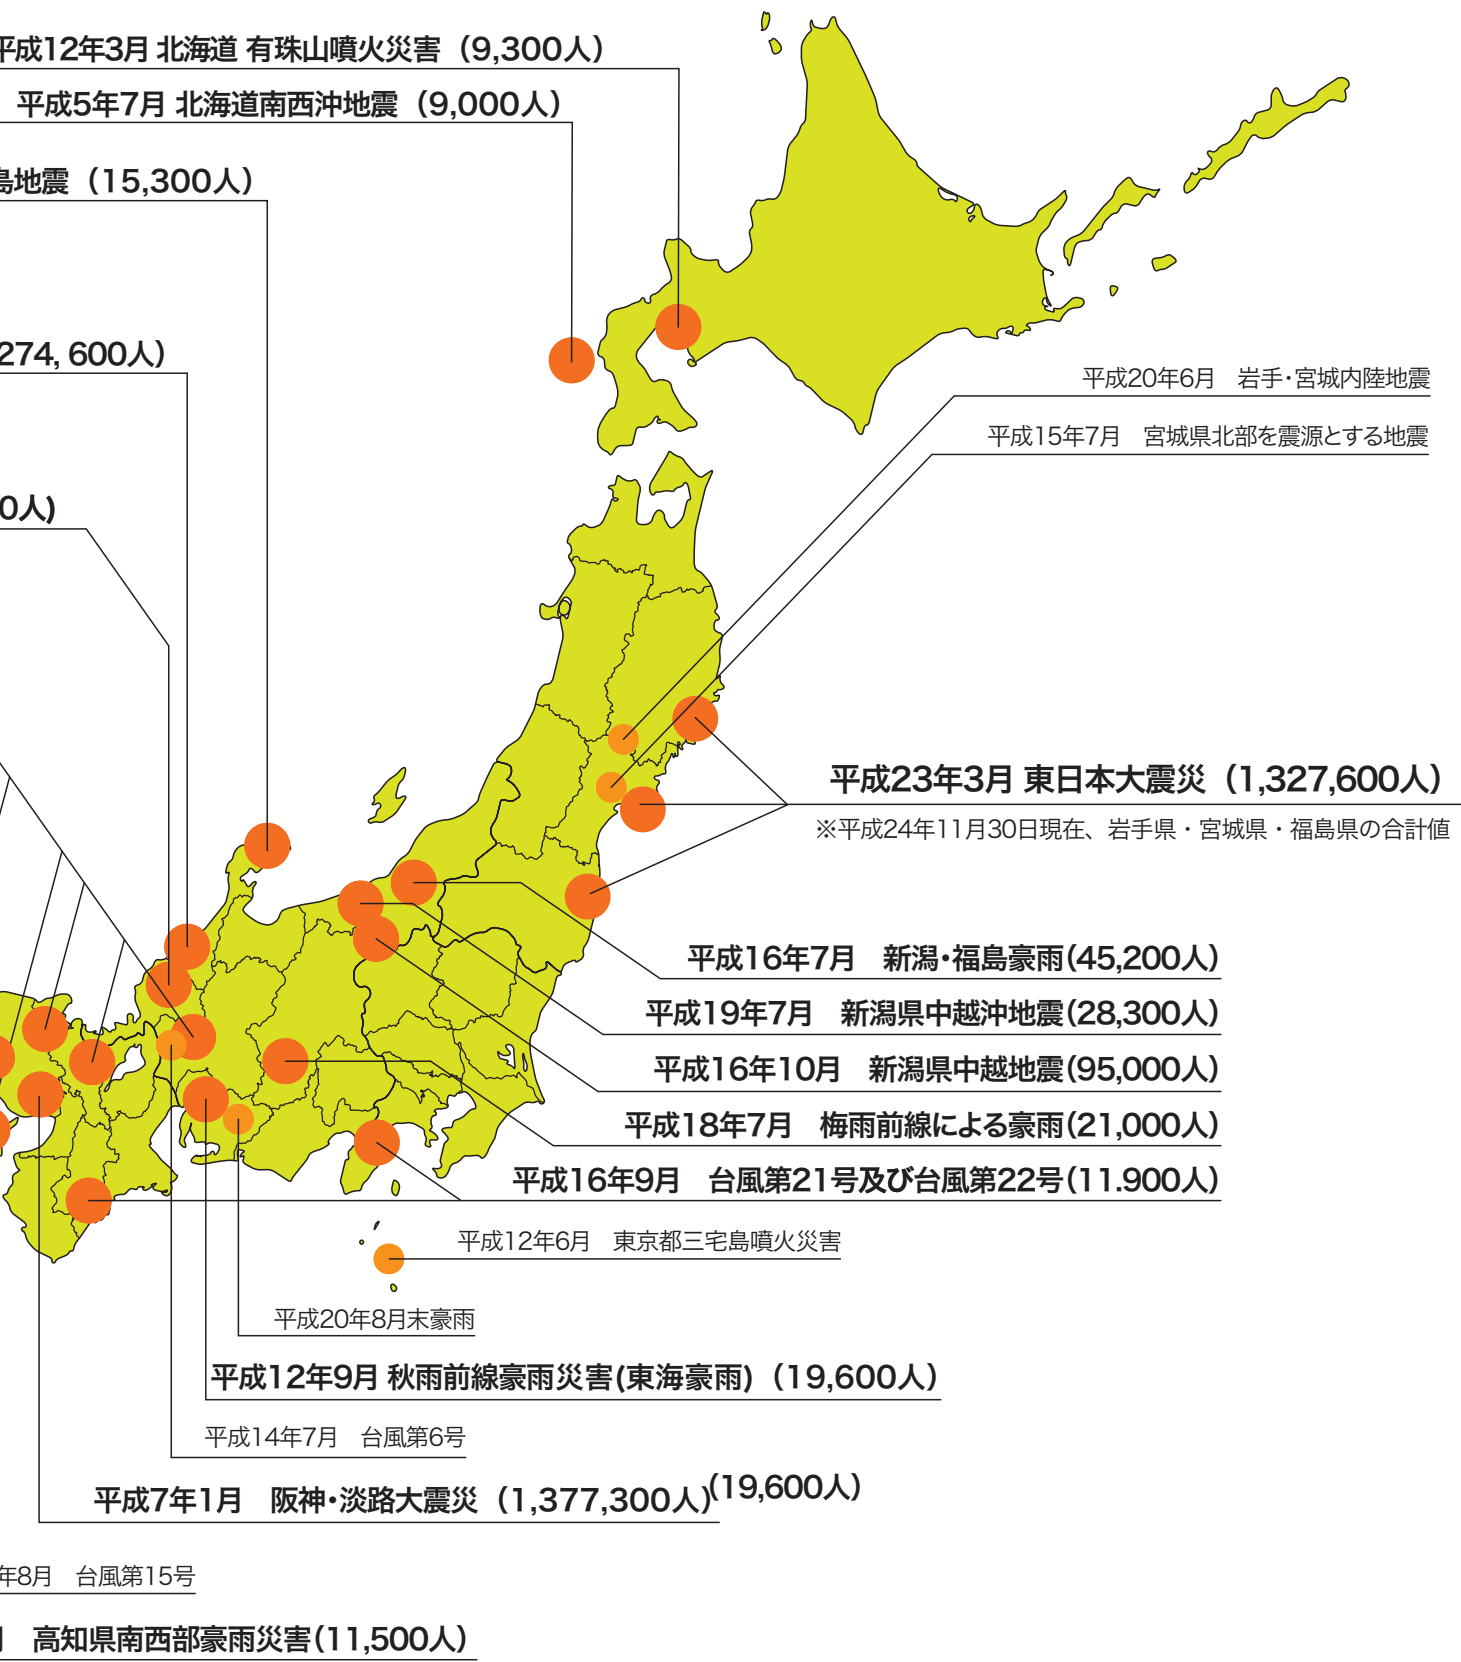 平成12年3月 北海道 有珠山噴火災害（9,300人）
平成5年7月 北海道南西沖地震（9,000人）
島地震（15,300人）
274, 600人）
平成20年6月　岩手・宮城内陸地震
平成15年7月　宮城県北部を震源とする地震
0人)
平成23年3月 東日本大震災（1,327,600人）
※平成24年11月30日現在、岩手県・宮城県・福島県の合計値
平成16年7月　新潟・福島豪雨(45,200人)
平成19年7月　新潟県中越沖地震(28,300人)
平成16年10月　新潟県中越地震(95,000人)
平成18年7月　梅雨前線による豪雨(21,000人)
平成16年9月　台風第21号及び台風第22号(11.900人)
平成12年6月　東京都三宅島噴火災害
平成20年8月末豪雨
平成12年9月 秋雨前線豪雨災害(東海豪雨)（19,600人）
平成14年7月　台風第6号
平成7年1月　阪神・淡路大震災（1,377,300人）
(19,600人）
年8月　台風第15号
月　高知県南西部豪雨災害(11,500人)